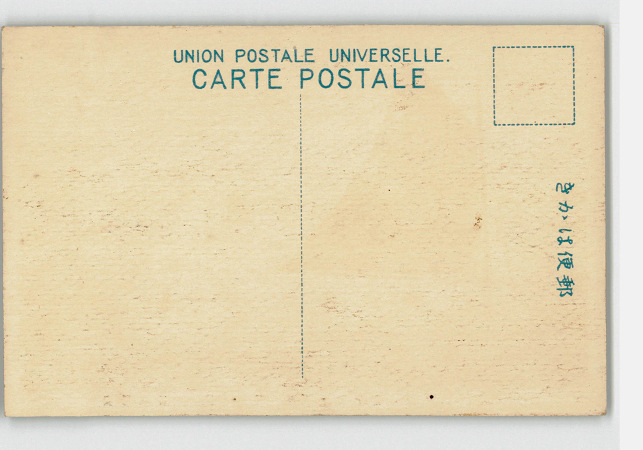 UNION POSTALE UNIVERSELLE.
CARTE POSTALE
郵便はかき